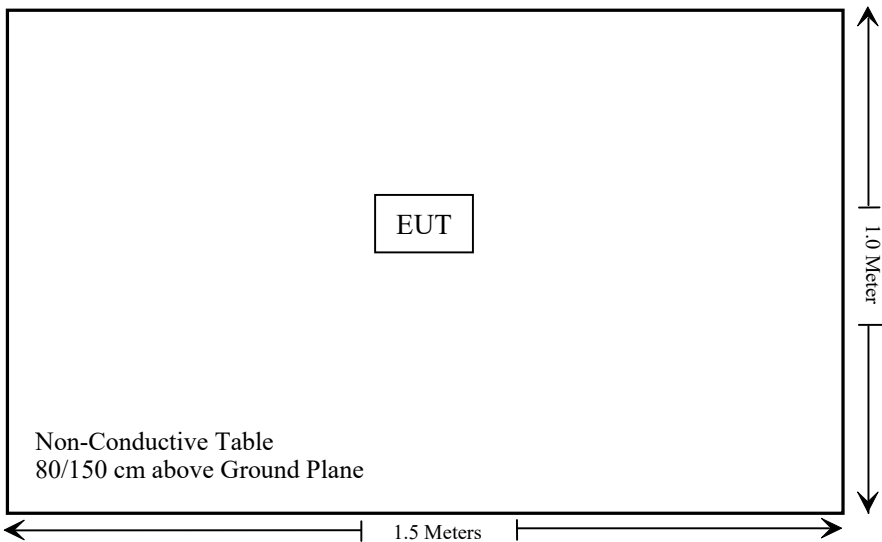 EUT
1.0 Meter
Non-Conductive Table
80/150 cm above Ground Plane
1.5 Meters